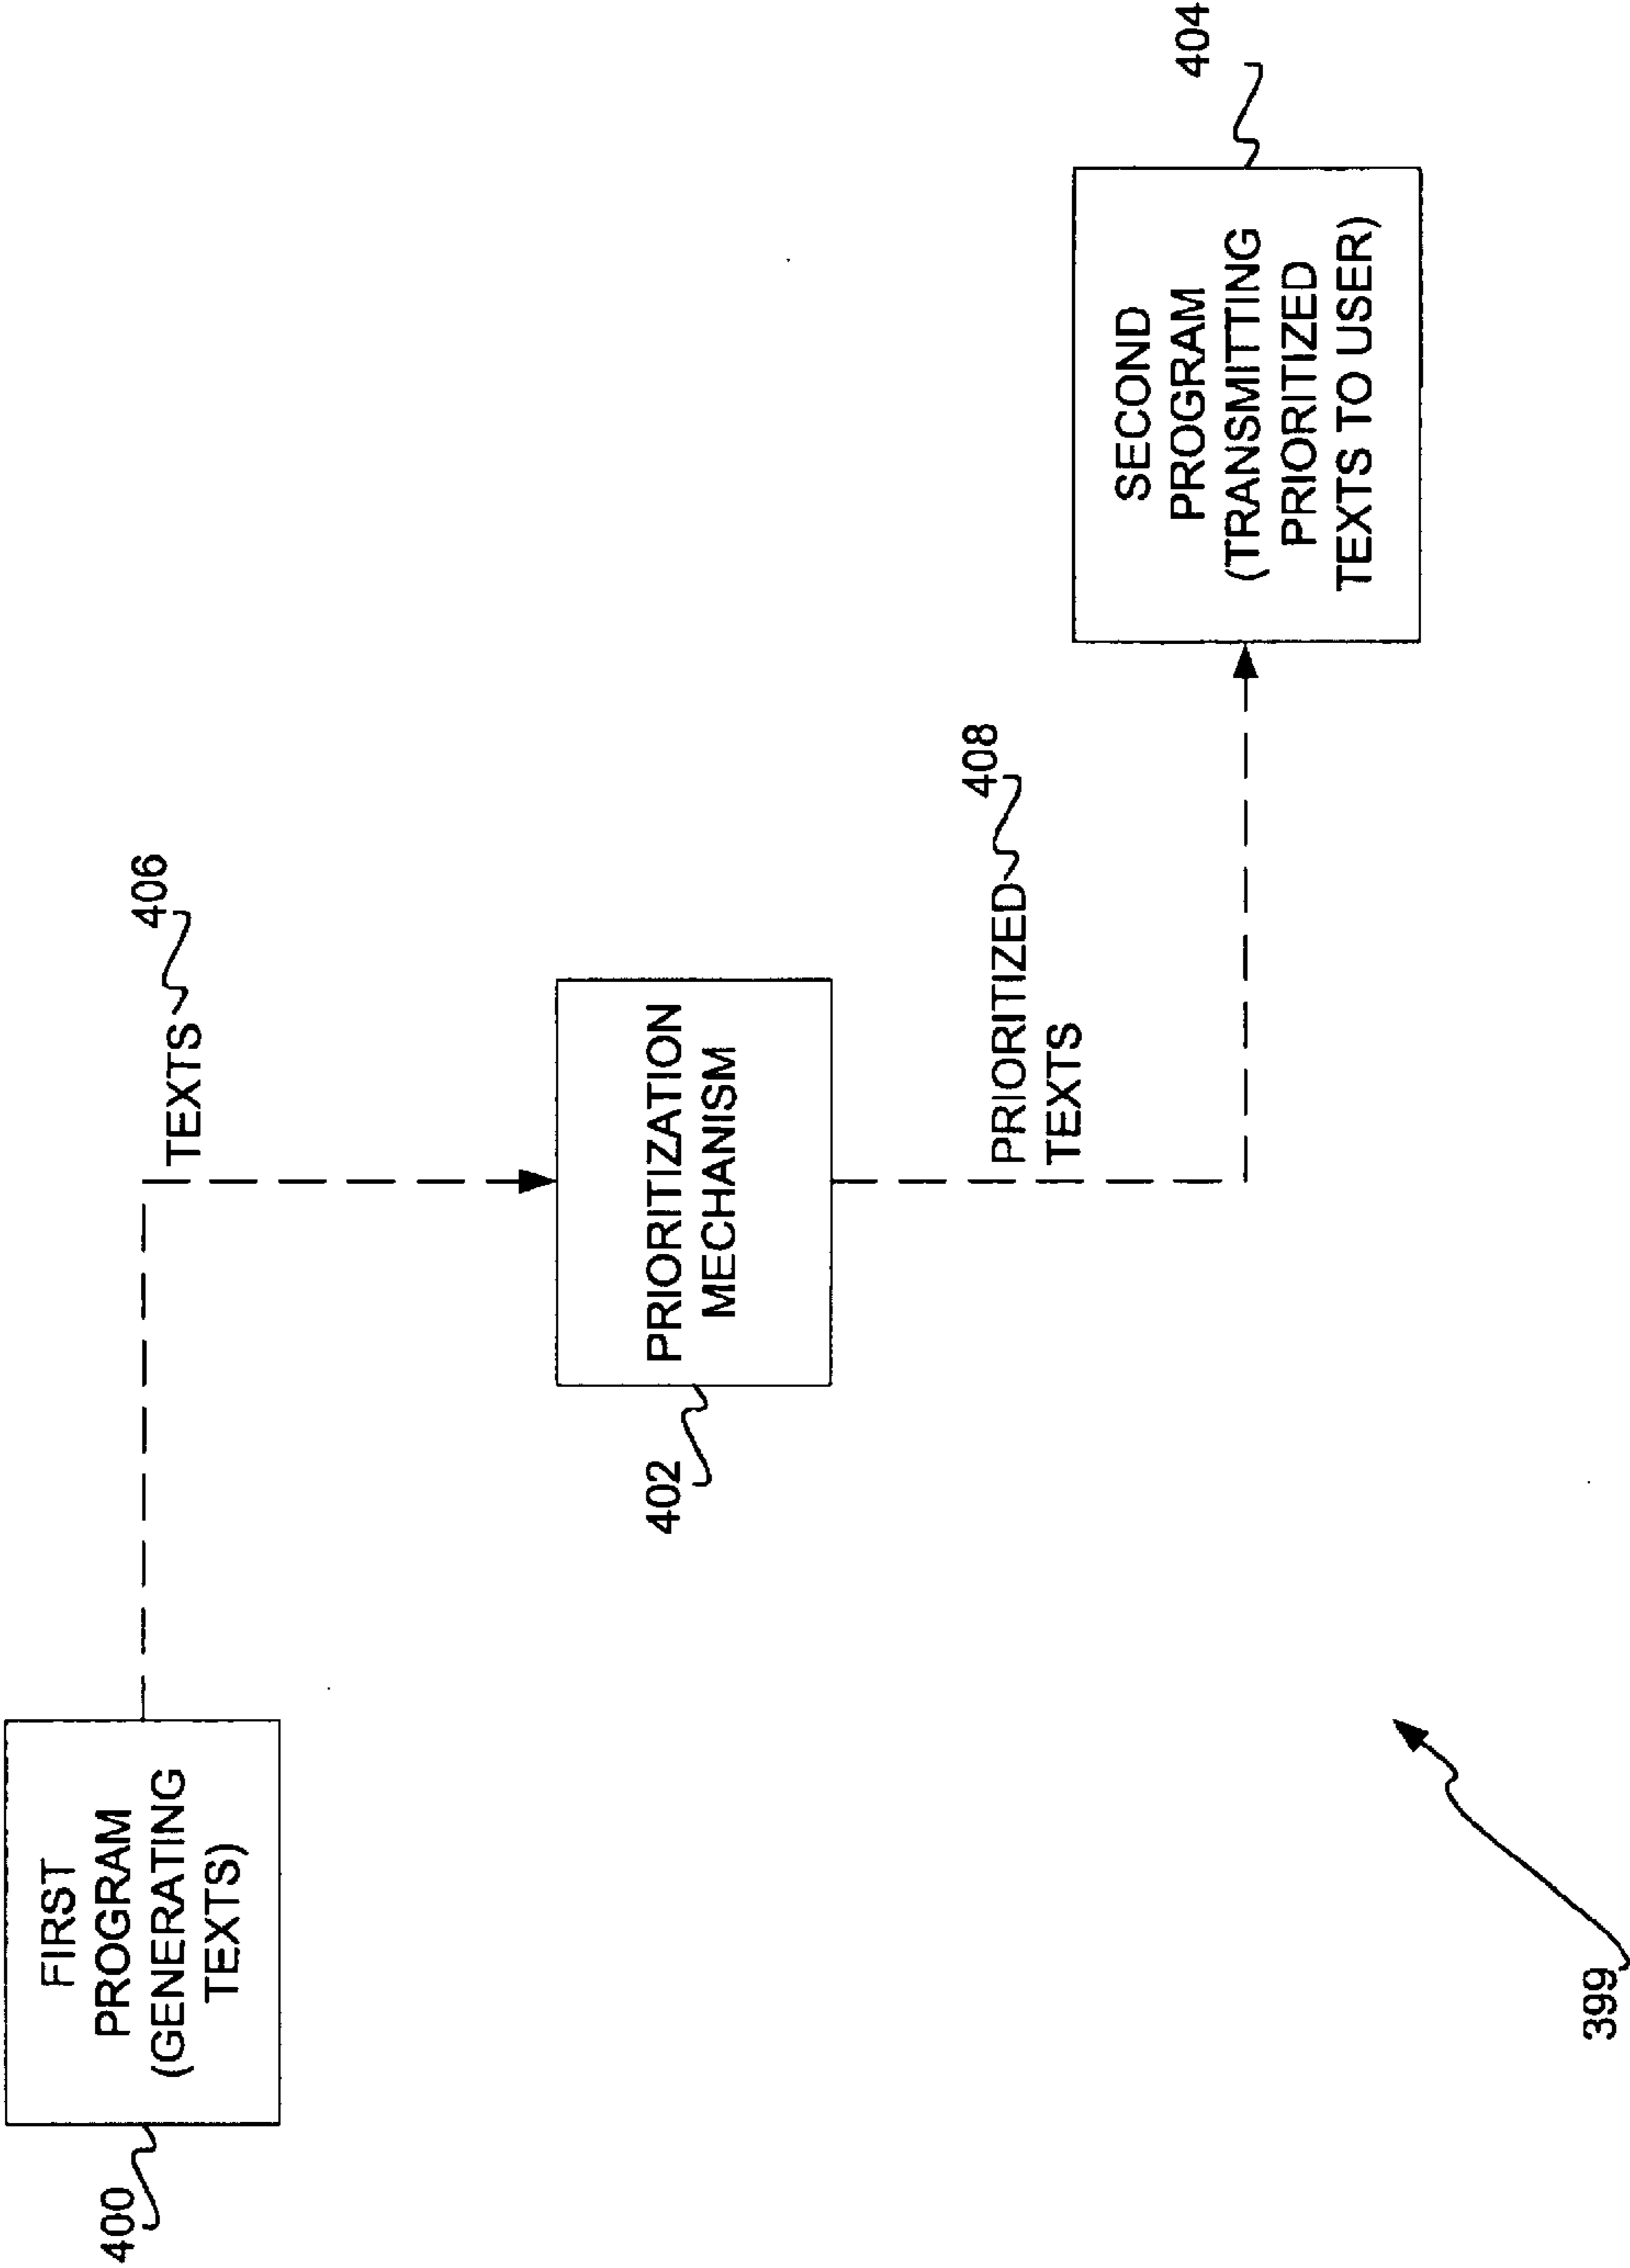 400
FIRST
PROGRAM
(GENERATING
TEXTS)
TEXTS
406
402
PRIORITIZATION
MECHANISM
PRIORITIZED
TEXTS
408
SECOND
PROGRAM
(TRANSMITTING
PRIORITIZED
TEXTS TO USER)
404
399